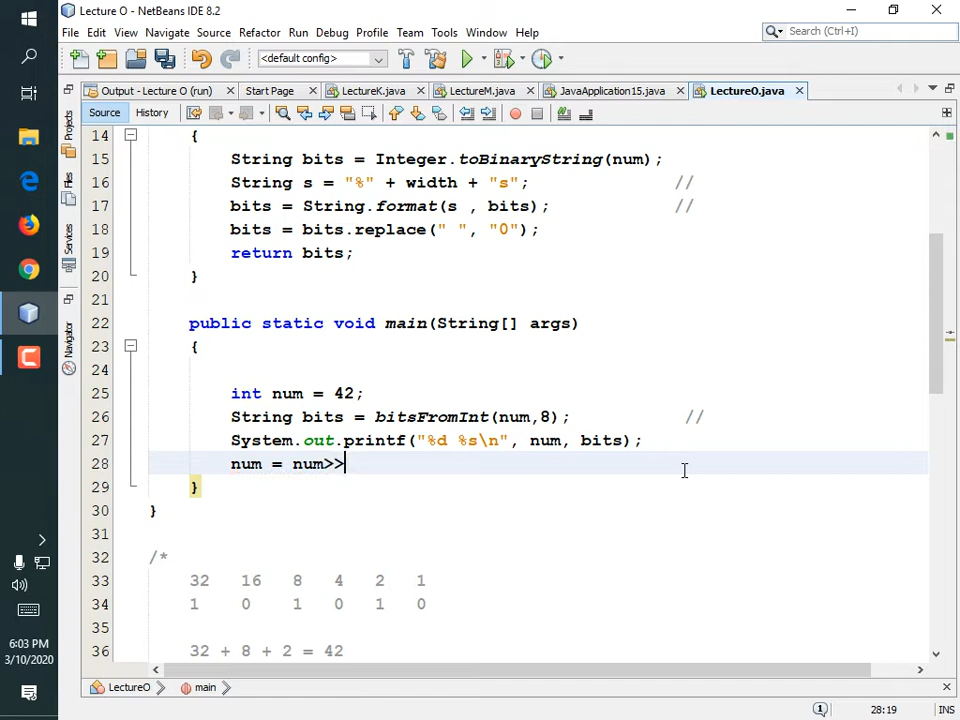 Lecture O - NetBeans IDE 8.2
File Edit View Navigate Source Refactor Run Debug Profile Team Tools Window Help
Search (Ctrl+I)
<default config>
Output - Lecture O (run) Start Page LectureK.java LectureM.java JavaApplication15.java LectureO.java
Source History
Projects
Files
Services
Navigator
14 {
15 String bits = Integer.toBinaryString(num);
16 String s = "%" + width + "s"; //
17 bits = String.format(s , bits); //
18 bits = bits.replace(" ", "0");
19 return bits;
20 }
21
22 public static void main(String[] args)
23 {
24
25 int num = 42;
26 String bits = bitsFromInt(num,8); //
27 System.out.printf("%d %s\n", num, bits);
28 num = num>>
29 }
30 }
31
32 /*
33 32 16 8 4 2 1
34 1 0 1 0 1 0
35
36 32 + 8 + 2 = 42
LectureO main
28:19 INS
6:03 PM
3/10/2020